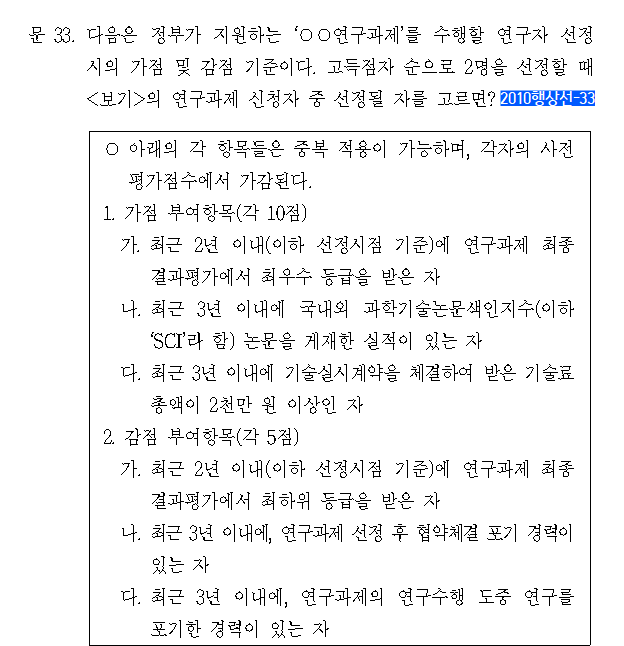 문 33. 다음은 정부가 지원하는 ‘○○연구과제’를 수행할 연구자 선정
시의 가점 및 감점 기준이다. 고득점자 순으로 2명을 선정할 때
<보기>의 연구과제 신청자 중 선정될 자를 고르면? 2010행상선-33
○ 아래의 각 항목들은 중복 적용이 가능하며, 각자의 사전
평가점수에서 가감된다.
1. 가점 부여항목(각 10점)
가. 최근 2년 이내(이하 선정시점 기준)에 연구과제 최종
결과평가에서 최우수 등급을 받은 자
나. 최근 3년 이내에 국내외 과학기술논문색인지수(이하
‘SCI’라 함) 논문을 게재한 실적이 있는 자
다. 최근 3년 이내에 기술실시계약을 체결하여 받은 기술료
총액이 2천만 원 이상인 자
2. 감점 부여항목(각 5점)
가. 최근 2년 이내(이하 선정시점 기준)에 연구과제 최종
결과평가에서 최하위 등급을 받은 자
나. 최근 3년 이내에, 연구과제 선정 후 협약체결 포기 경력이
있는 자
다. 최근 3년 이내에, 연구과제의 연구수행 도중 연구를
포기한 경력이 있는 자